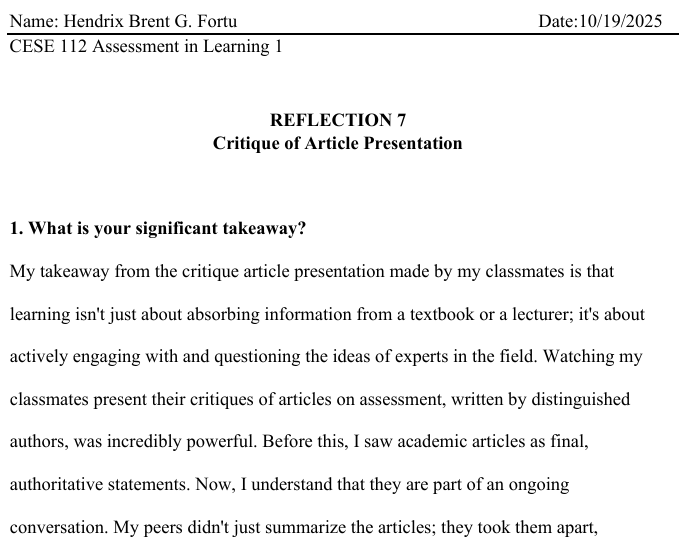 Name: Hendrix Brent G. Fortu Date:10/19/2025
CESE 112 Assessment in Learning 1
REFLECTION 7
Critique of Article Presentation
1. What is your significant takeaway?
My takeaway from the critique article presentation made by my classmates is that
learning isn't just about absorbing information from a textbook or a lecturer; it's about
actively engaging with and questioning the ideas of experts in the field. Watching my
classmates present their critiques of articles on assessment, written by distinguished
authors, was incredibly powerful. Before this, I saw academic articles as final,
authoritative statements. Now, I understand that they are part of an ongoing
conversation. My peers didn't just summarize the articles; they took them apart,